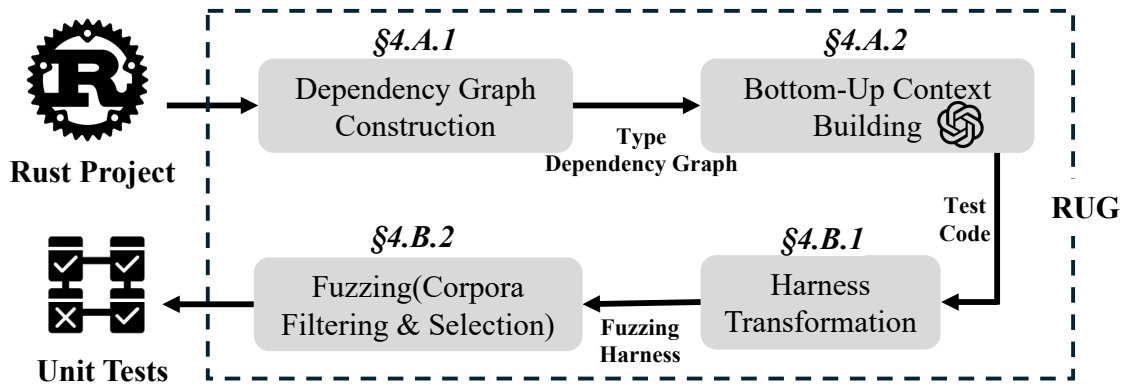 §4.A.1
§4.A.2
Dependency Graph
Construction
Bottom-Up Context
Building
R
Rust Project
Type
Dependency Graph
Test
Code
RUG
§4.B.2
§4.B.1
Fuzzing(Corpora
Filtering & Selection)
Harness
Transformation
Fuzzing
Harness
Unit Tests